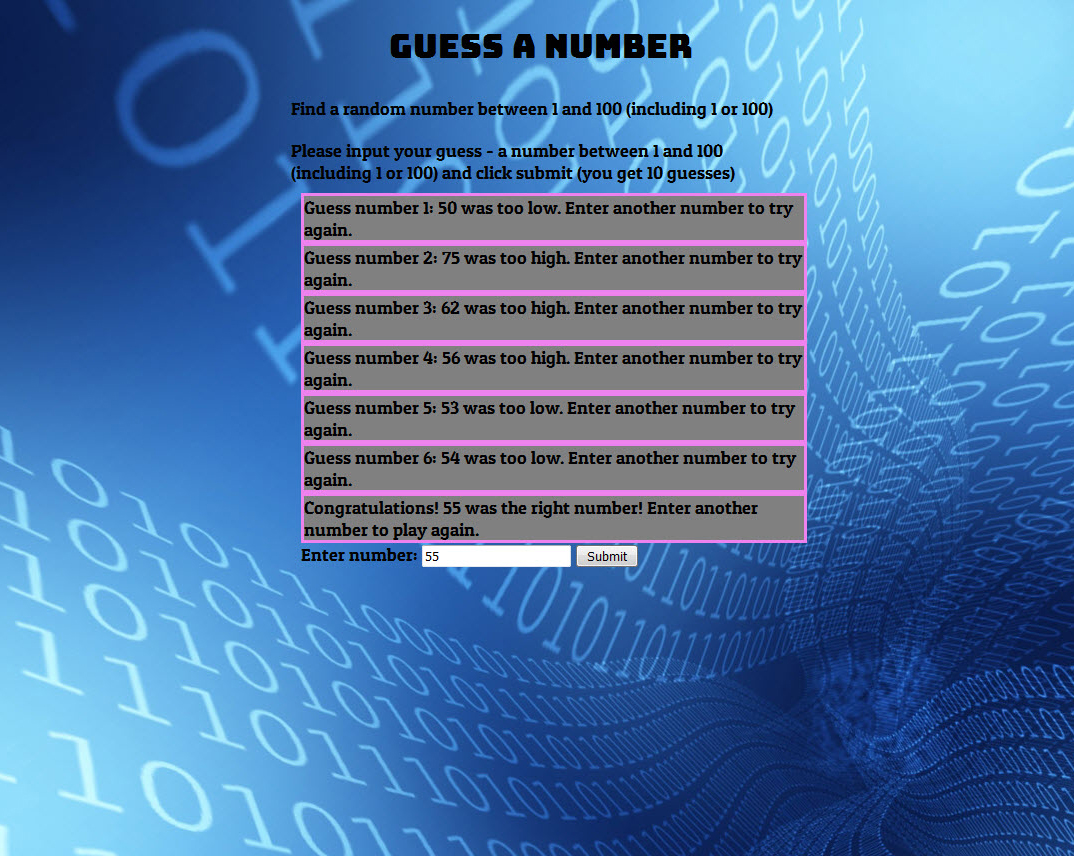 GUESS A NUMBER
Find a random number between 1 and 100 (including 1 or 100)
Please input your guess - a number between 1 and 100
(including 1 or 100) and click submit (you get 10 guesses)
Guess number 1: 50 was too low. Enter another number to try
again.
Guess number 2: 75 was too high. Enter another number to try
again.
Guess number 3: 62 was too high. Enter another number to try
again.
Guess number 4: 56 was too high. Enter another number to try
again.
Guess number 5: 53 was too low. Enter another number to try
again.
Guess number 6: 54 was too low. Enter another number to try
again.
Congratulations! 55 was the right number! Enter another
number to play again.
Enter number: 55 Submit